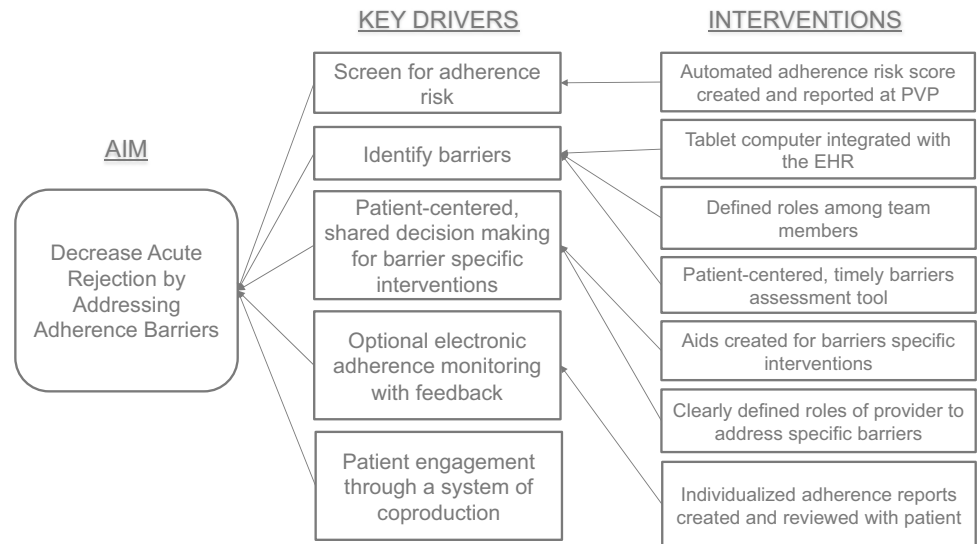 KEY DRIVERS
INTERVENTIONS
AIM
Decrease Acute
Rejection by
Addressing
Adherence Barriers
Screen for adherence
risk
Identify barriers
Patient-centered,
shared decision making
for barrier specific
interventions
Optional electronic
adherence monitoring
with feedback
Patient engagement
through a system of
coproduction
Automated adherence risk score
created and reported at PVP
Tablet computer integrated with
the EHR
Defined roles among team
members
Patient-centered, timely barriers
assessment tool
Aids created for barriers specific
interventions
Clearly defined roles of provider to
address specific barriers
Individualized adherence reports
created and reviewed with patient